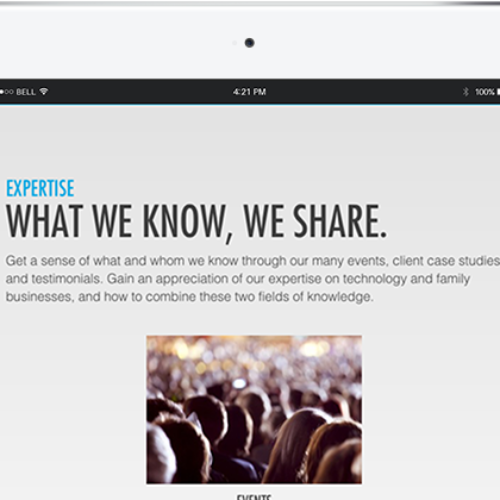 BELL 4:21 PM 100%
EXPERTISE
WHAT WE KNOW, WE SHARE.
Get a sense of what and whom we know through our many events, client case studies
and testimonials. Gain an appreciation of our expertise on technology and family
businesses, and how to combine these two fields of knowledge.
EVENTS